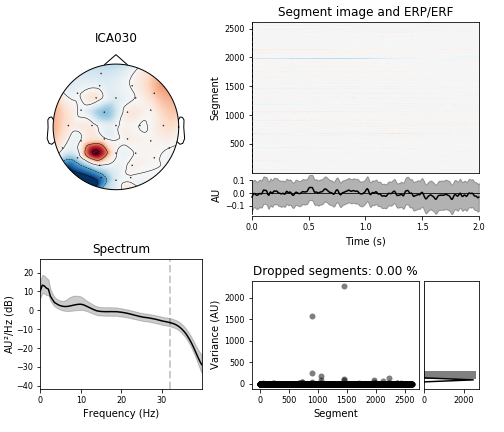 ICA030
Segment image and ERP/ERF
2500
2000
1500
1000
500
Segment
0.1
0.0
−0.1
AU
0.0 0.5 1.0 1.5 2.0
Time (s)
Spectrum
20
10
0
−10
−20
−30
−40
AU²/Hz (dB)
0 10 20 30
Frequency (Hz)
Dropped segments: 0.00 %
2000
1500
1000
500
0
Variance (AU)
0 500 1000 1500 2000 2500
Segment
0 2000